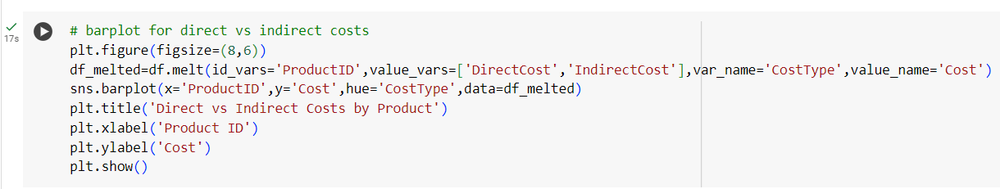 # barplot for direct vs indirect costs
17s
plt.figure(figsize=(8,6))
df_melted=df.melt(id_vars='ProductID',value_vars=['DirectCost','IndirectCost'],var_name='CostType',value_name='Cost')
sns.barplot(x='ProductID',y='Cost',hue='CostType',data=df_melted)
plt.title('Direct vs Indirect Costs by Product')
plt.xlabel('Product ID')
plt.ylabel('Cost')
plt.show()